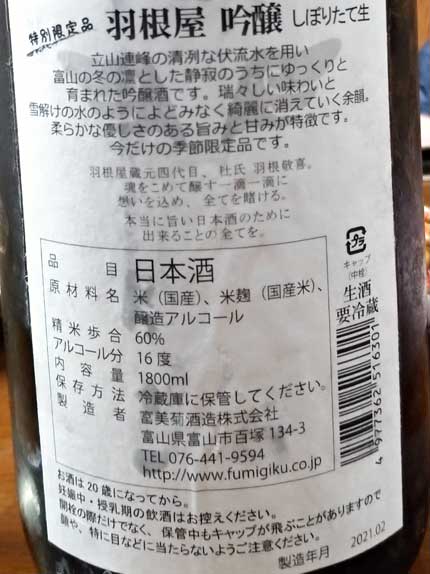 特別限定品 羽根屋 吟醸 しぼりたて生
立山連峰の清冽な伏流水を用い
富山の冬の凛とした静寂のうちにゆっくりと
育まれた吟醸酒です。瑞々しい味わいと
雪解けの水のようによどみなく綺麗に消えていく余韻。
柔らかな優しさのある旨みと甘みが特徴です。
今だけの季節限定品です。
羽根屋蔵元四代目、杜氏 羽根敬喜。
魂をこめて醸す一滴一滴に
想いを込め、全てを賭ける。
本当に旨い日本酒のために
出来ることの全てを。
品目 日本酒
原材料名 米（国産）、米麹（国産米）、
醸造アルコール
精米歩合 60%
アルコール分 16度
内容量 1800ml
保存方法 冷蔵庫に保管してください。
製造者 富美菊酒造株式会社
富山県富山市百塚 134-3
TEL 076-441-9594
http://www.fumigiku.co.jp
プラ
キャップ
(中栓)
生酒
要冷蔵
4 977362 516301
お酒は20歳になってから。
妊娠中・授乳期の飲酒はお控えください。
開栓の際だけでなく、保管中もキャップが飛ぶことがありますので
顔や、特に目などに当たらないようご注意ください。
製造年月 2021.02